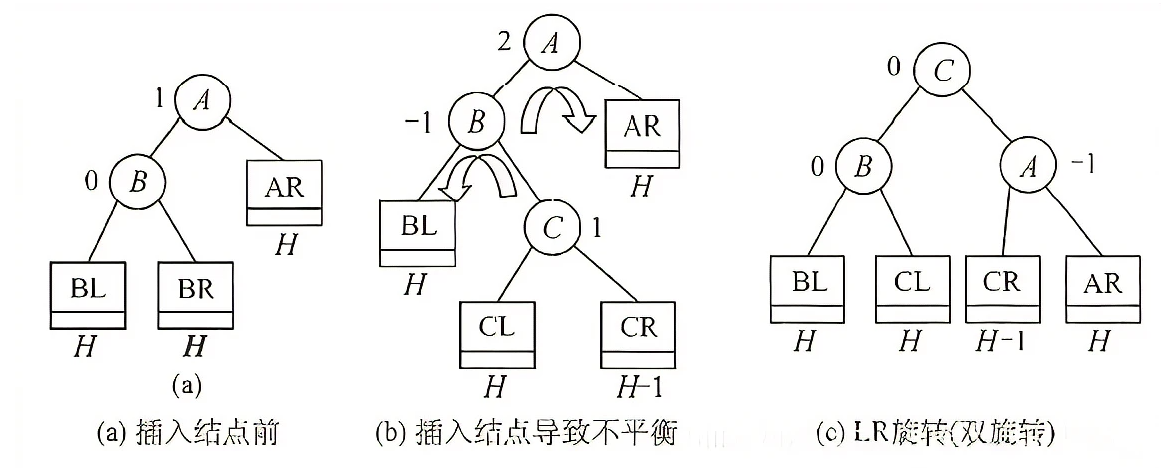 1 A
0 B AR
H
BL BR
H H
(a)
(a) 插入结点前
2 A
-1 B AR
H
BL C 1
H
CL CR
H H-1
(b) 插入结点导致不平衡
0 C
0 B A -1
BL CL CR AR
H H H-1 H
(c) LR旋转(双旋转)